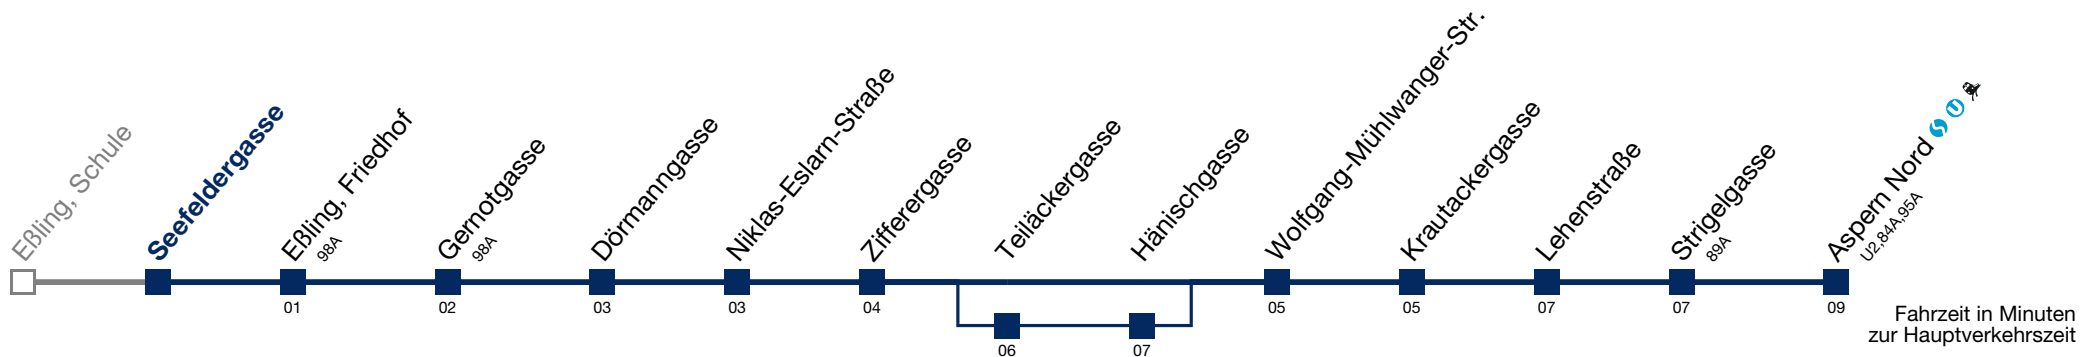 Eßling, Schule
Seefeldergasse
Eßling, Friedhof
98A
Gernotgasse
98A
Dörmanngasse
Niklas-Eslarn-Straße
Zifferergasse
Teiläckergasse
Hänischgasse
Wolfgang-Mühlwanger-Str.
Krautackergasse
Lehenstraße
Strigelgasse
89A
Aspern Nord S U
U2,84A,95A
01
02
03
03
04
06
07
05
05
07
07
09
Fahrzeit in Minuten
zur Hauptverkehrszeit